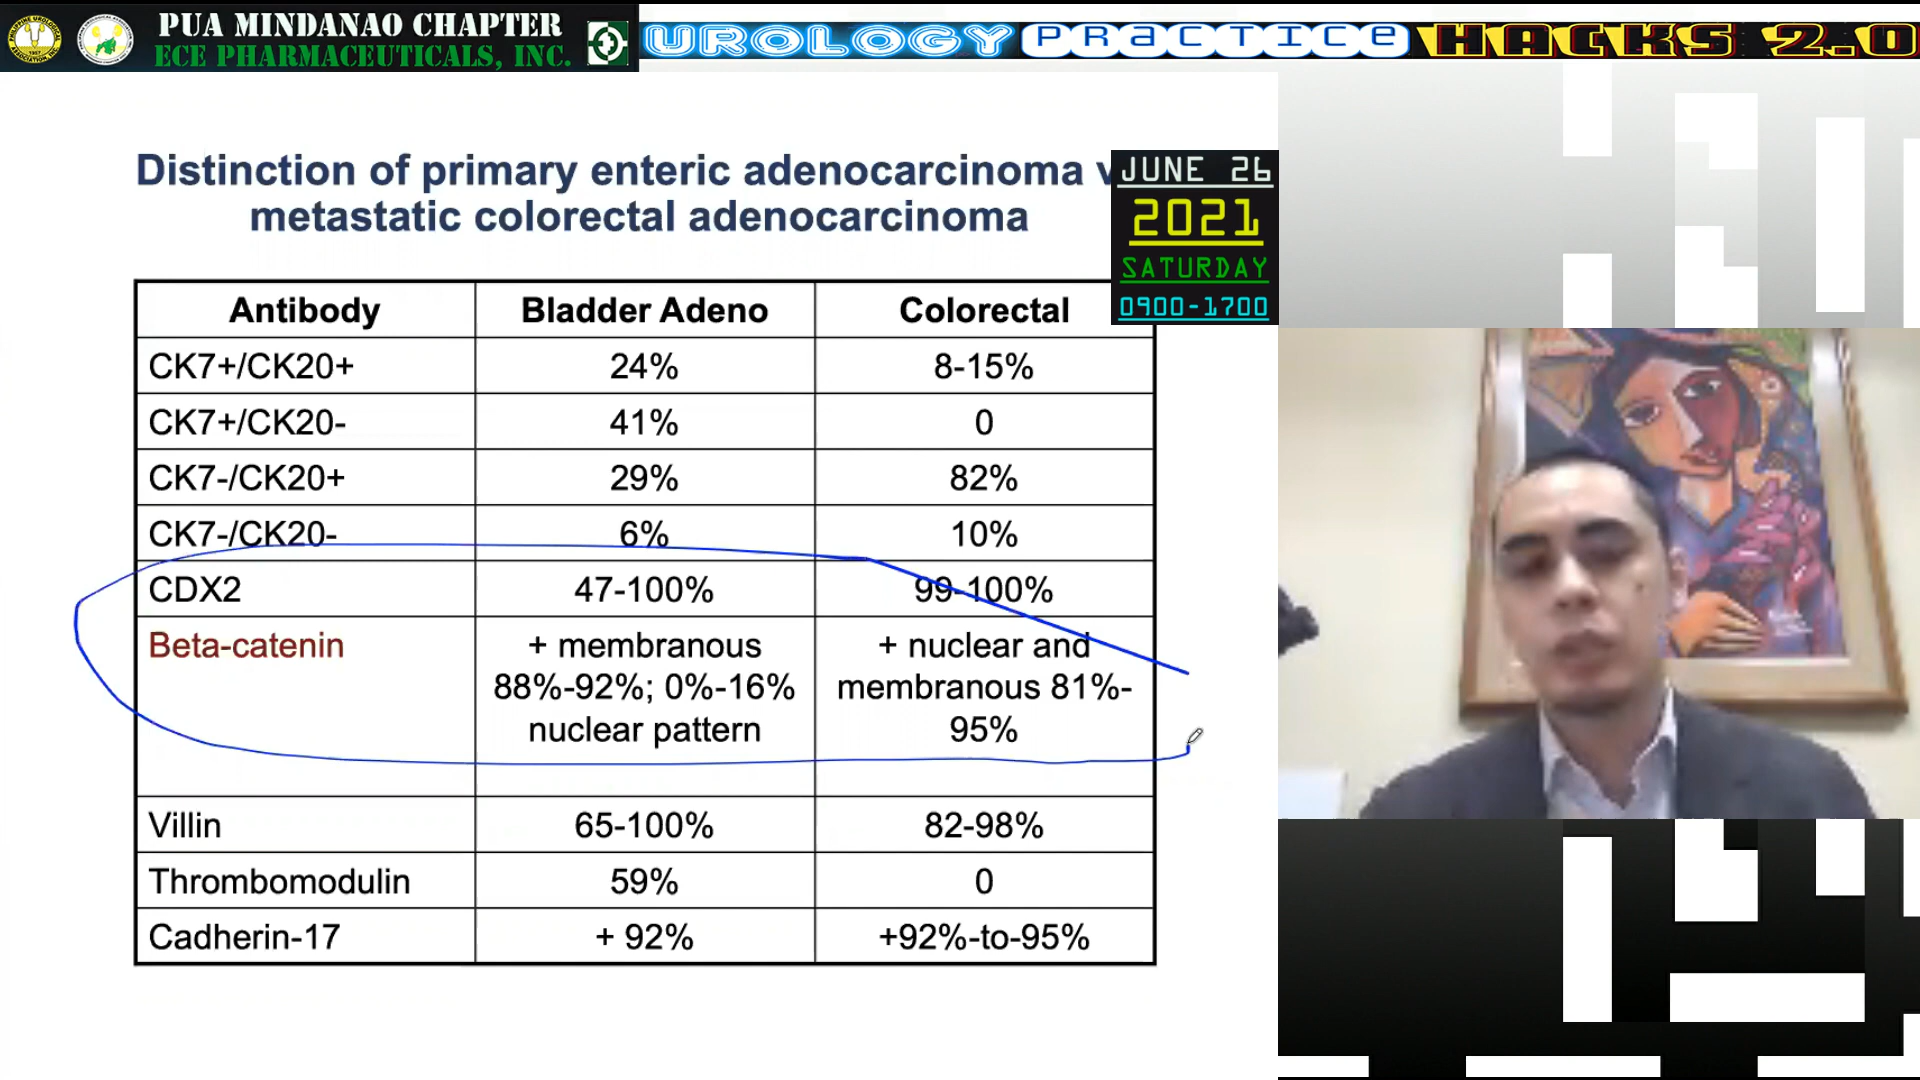 PUA MINDANAO CHAPTER
ECE PHARMACEUTICALS, INC.
UROLOGY PRACTICE HACKS 2.0
Distinction of primary enteric adenocarcinoma v
metastatic colorectal adenocarcinoma
JUNE 26
2021
SATURDAY
0900-1700
Antibody Bladder Adeno Colorectal
CK7+/CK20+ 24% 8-15%
CK7+/CK20- 41% 0
CK7-/CK20+ 29% 82%
CK7-/CK20- 6% 10%
CDX2 47-100% 99-100%
Beta-catenin + membranous + nuclear and
88%-92%; 0%-16% membranous 81%-
nuclear pattern 95%
Villin 65-100% 82-98%
Thrombomodulin 59% 0
Cadherin-17 + 92% +92%-to-95%